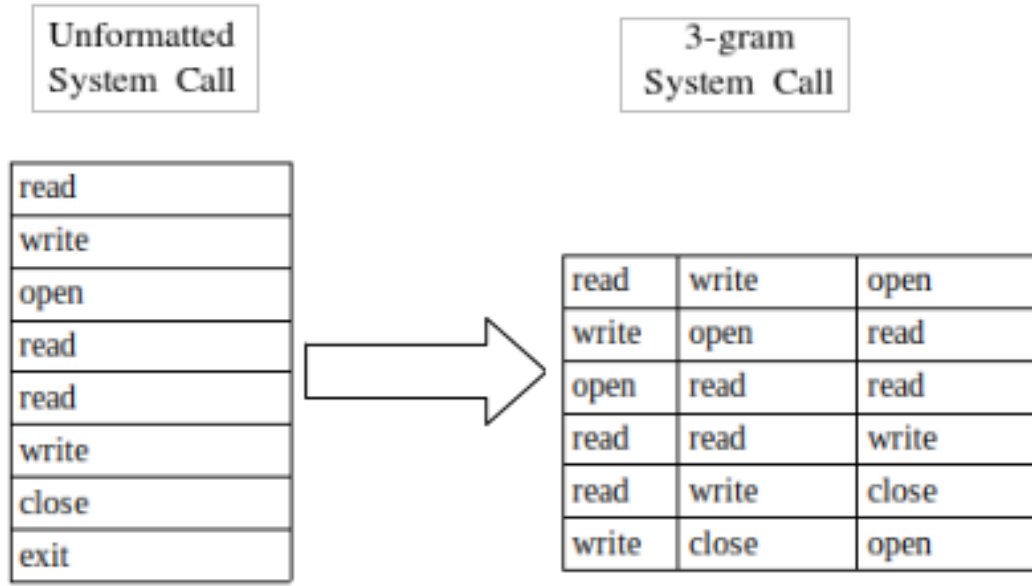 Unformatted
System Call
3-gram
System Call
read
write
open
read
read
write
close
exit
read write open
write open read
open read read
read read write
read write close
write close open